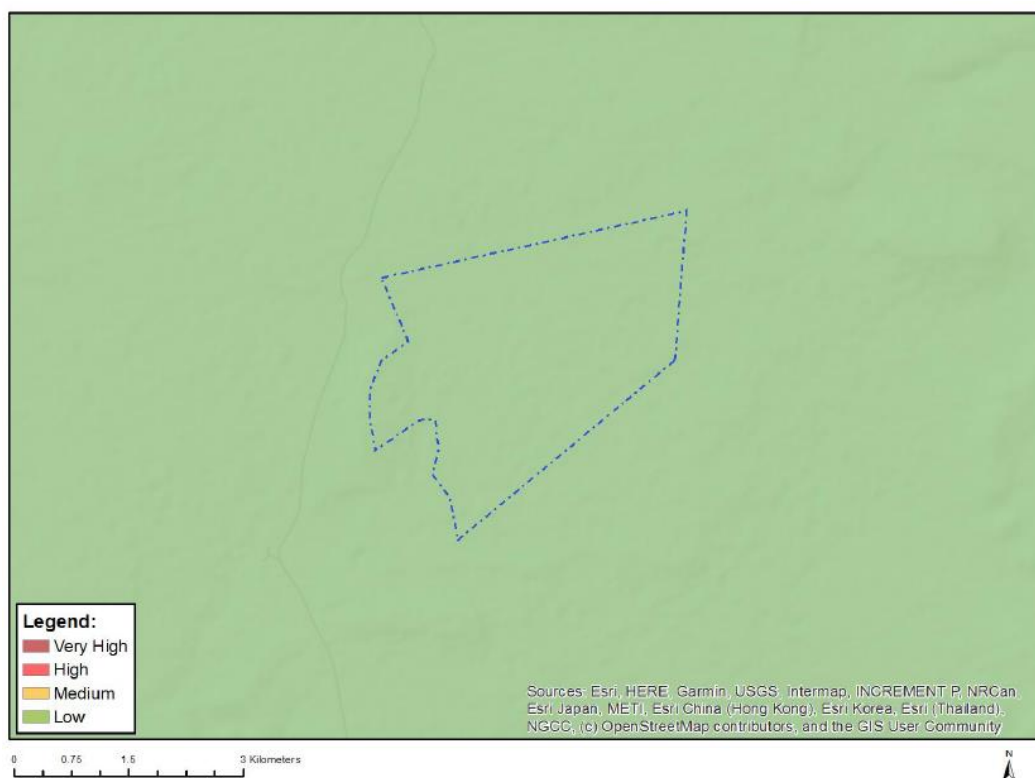 Legend:
Very High
High
Medium
Low
Sources: Esri, HERE, Garmin, USGS, Intermap, INCREMENT P, NRCan,
Esri Japan, METI, Esri China (Hong Kong), Esri Korea, Esri (Thailand),
NGCC, (c) OpenStreetMap contributors, and the GIS User Community
0 0.75 1.5 3 Kilometers
N